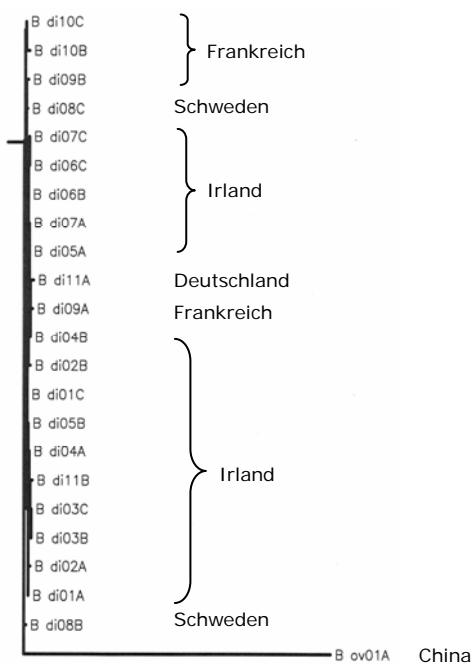 B di10C
B di10B Frankreich
B di09B
B di08C Schweden
B di07C
B di06C
B di06B Irland
B di07A
B di05A
B di11A Deutschland
B di09A Frankreich
B di04B
B di02B
B di01C
B di05B
B di04A
B di11B Irland
B di03C
B di03B
B di02A
B di01A
B di08B Schweden
B ov01A China